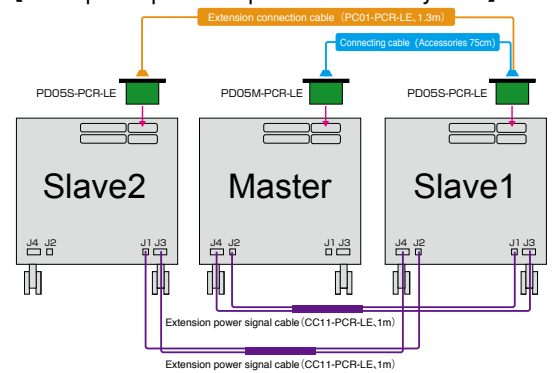 Extension connection cable (PC01-PCR-LE、1.3m)
Connecting cable (Accessories 75cm)
PD05S-PCR-LE
PD05M-PCR-LE
PD05S-PCR-LE
Slave2
Master
Slave1
J4 J2
J1 J3
J4 J2
J1 J3
J4 J2
J1 J3
Extension power signal cable (CC11-PCR-LE、1m)
Extension power signal cable (CC11-PCR-LE、1m)